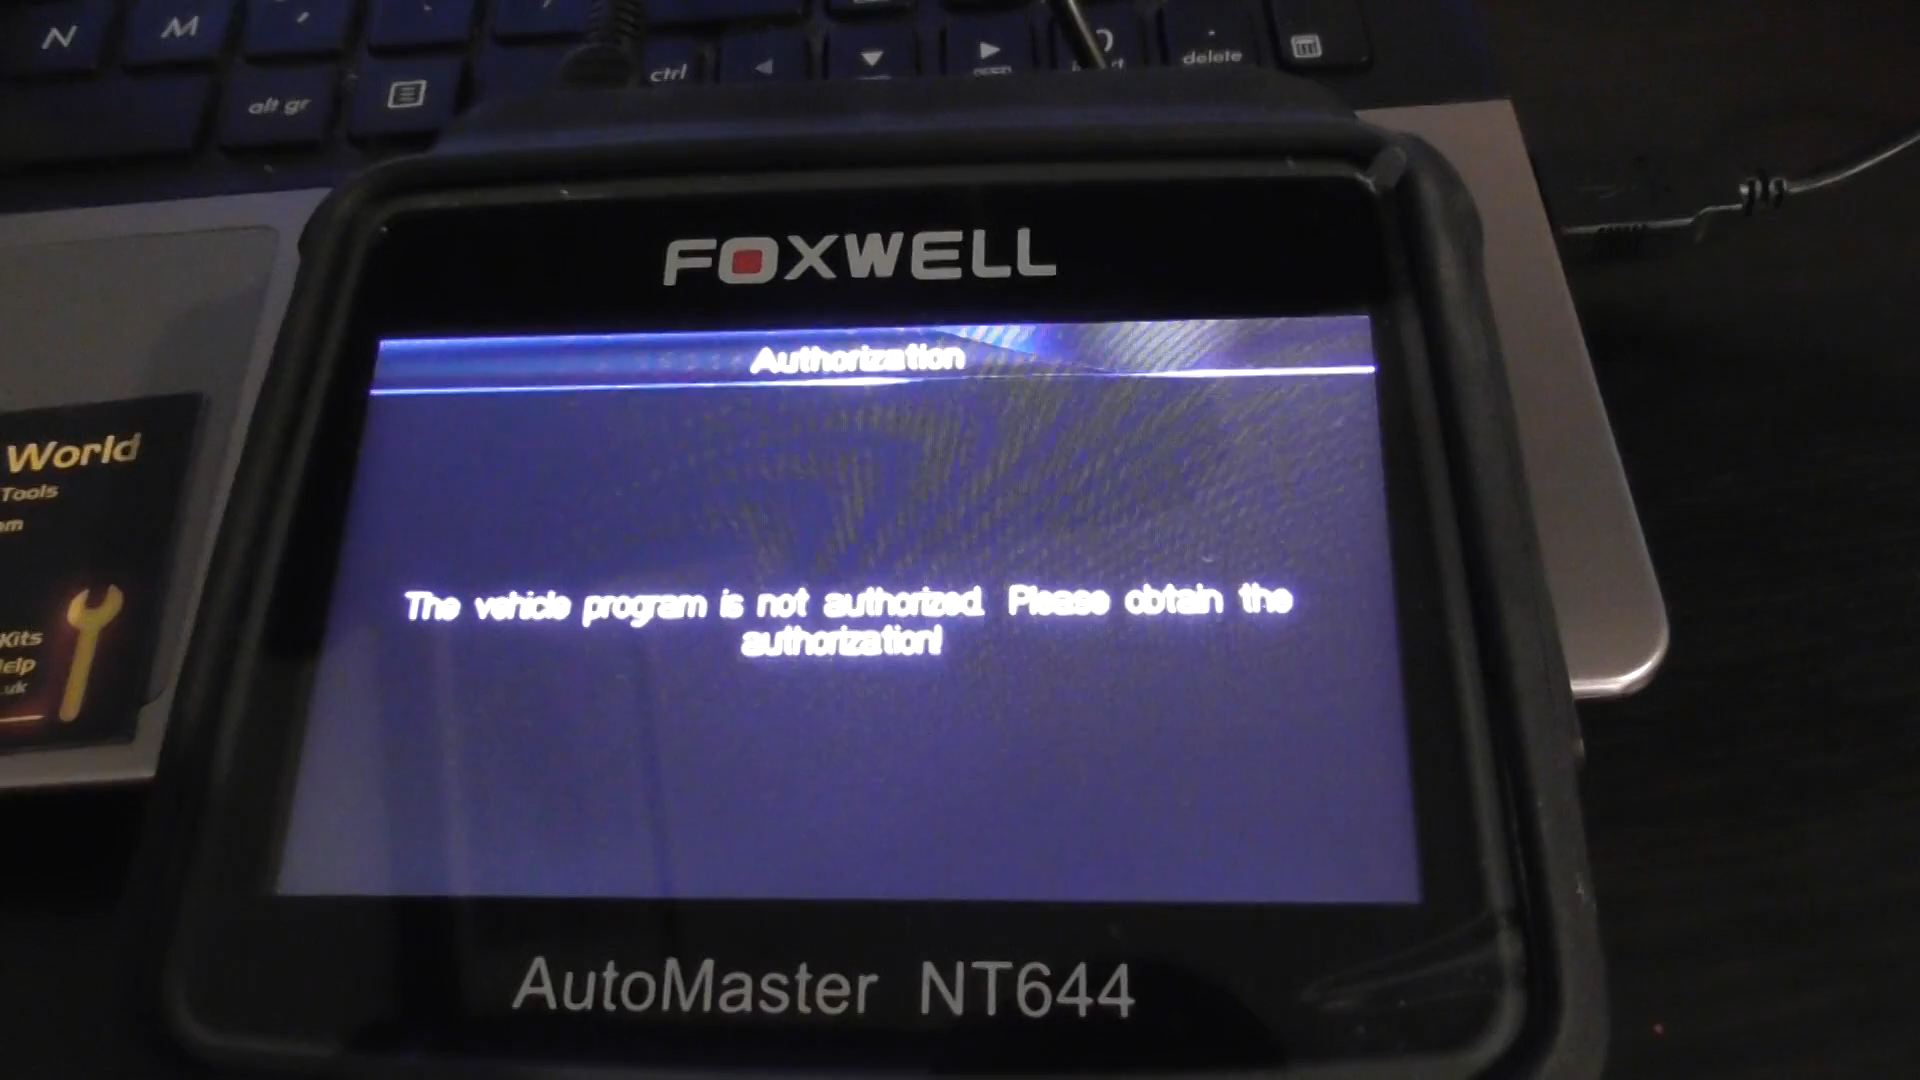 N
M
alt gr
ctrl
delete
FOXWELL
Authorization
World
Tools
The vehicle program is not authorized. Please obtain the
authorization!
Kits
.uk
AutoMaster NT644